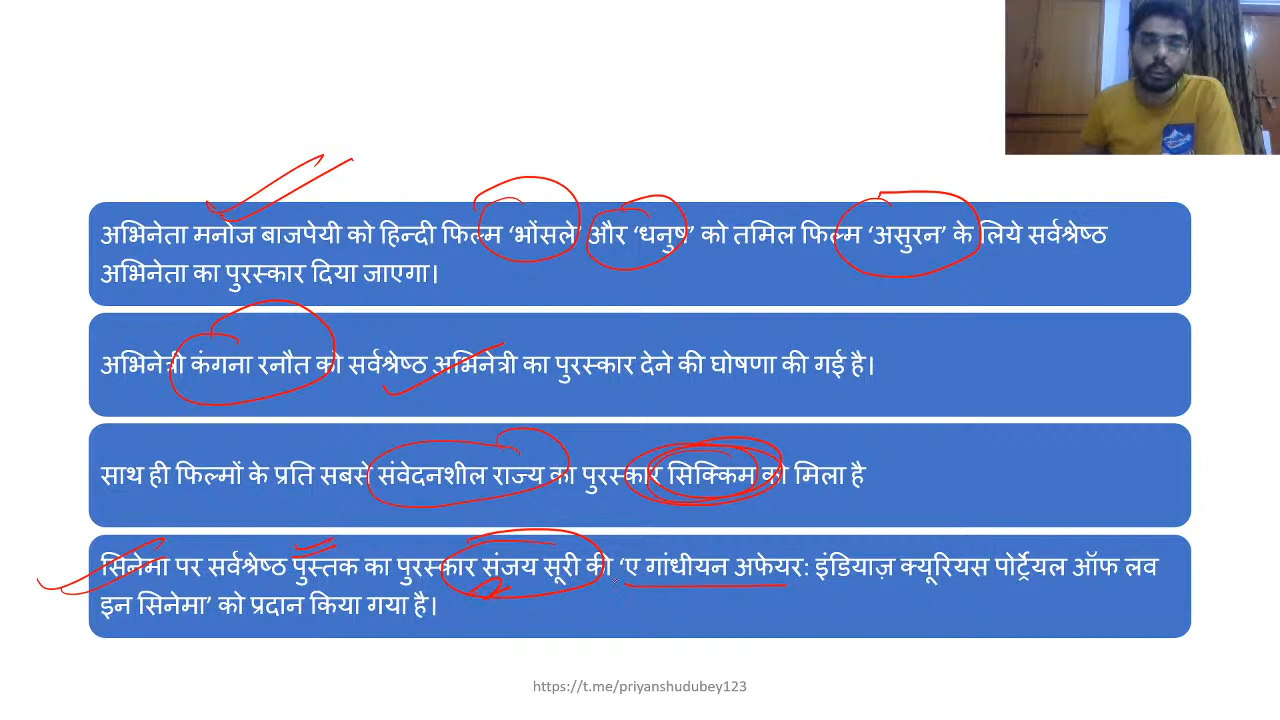 अभिनेता मनोज बाजपेयी को हिन्दी फिल्म ‘भोंसले’ और ‘धनुष’ को तमिल फिल्म ‘असुरन’ के लिये सर्वश्रेष्ठ
अभिनेता का पुरस्कार दिया जाएगा।
अभिनेत्री कंगना रनौत को सर्वश्रेष्ठ अभिनेत्री का पुरस्कार देने की घोषणा की गई है।
साथ ही फिल्मों के प्रति सबसे संवेदनशील राज्य का पुरस्कार सिक्किम को मिला है
सिनेमा पर सर्वश्रेष्ठ पुस्तक का पुरस्कार संजय सूरी की ‘ए गांधीयन अफेयर: इंडियाज़ क्यूरियस पोर्ट्रेयल ऑफ लव
इन सिनेमा’ को प्रदान किया गया है।
https://t.me/priyanshudubey123